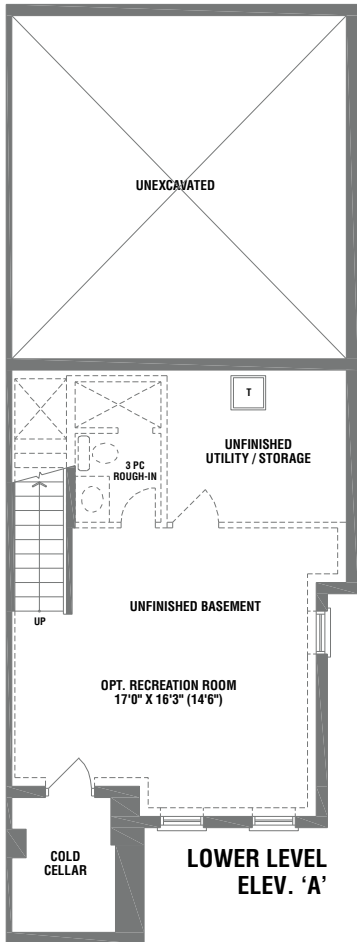 UNEXCAVATED
T
UNFINISHED
UTILITY / STORAGE
3 PC
ROUGH-IN
UNFINISHED BASEMENT
UP
OPT. RECREATION ROOM
17'0" X 16'3" (14'6")
COLD
CELLAR
LOWER LEVEL
ELEV. ‘A’